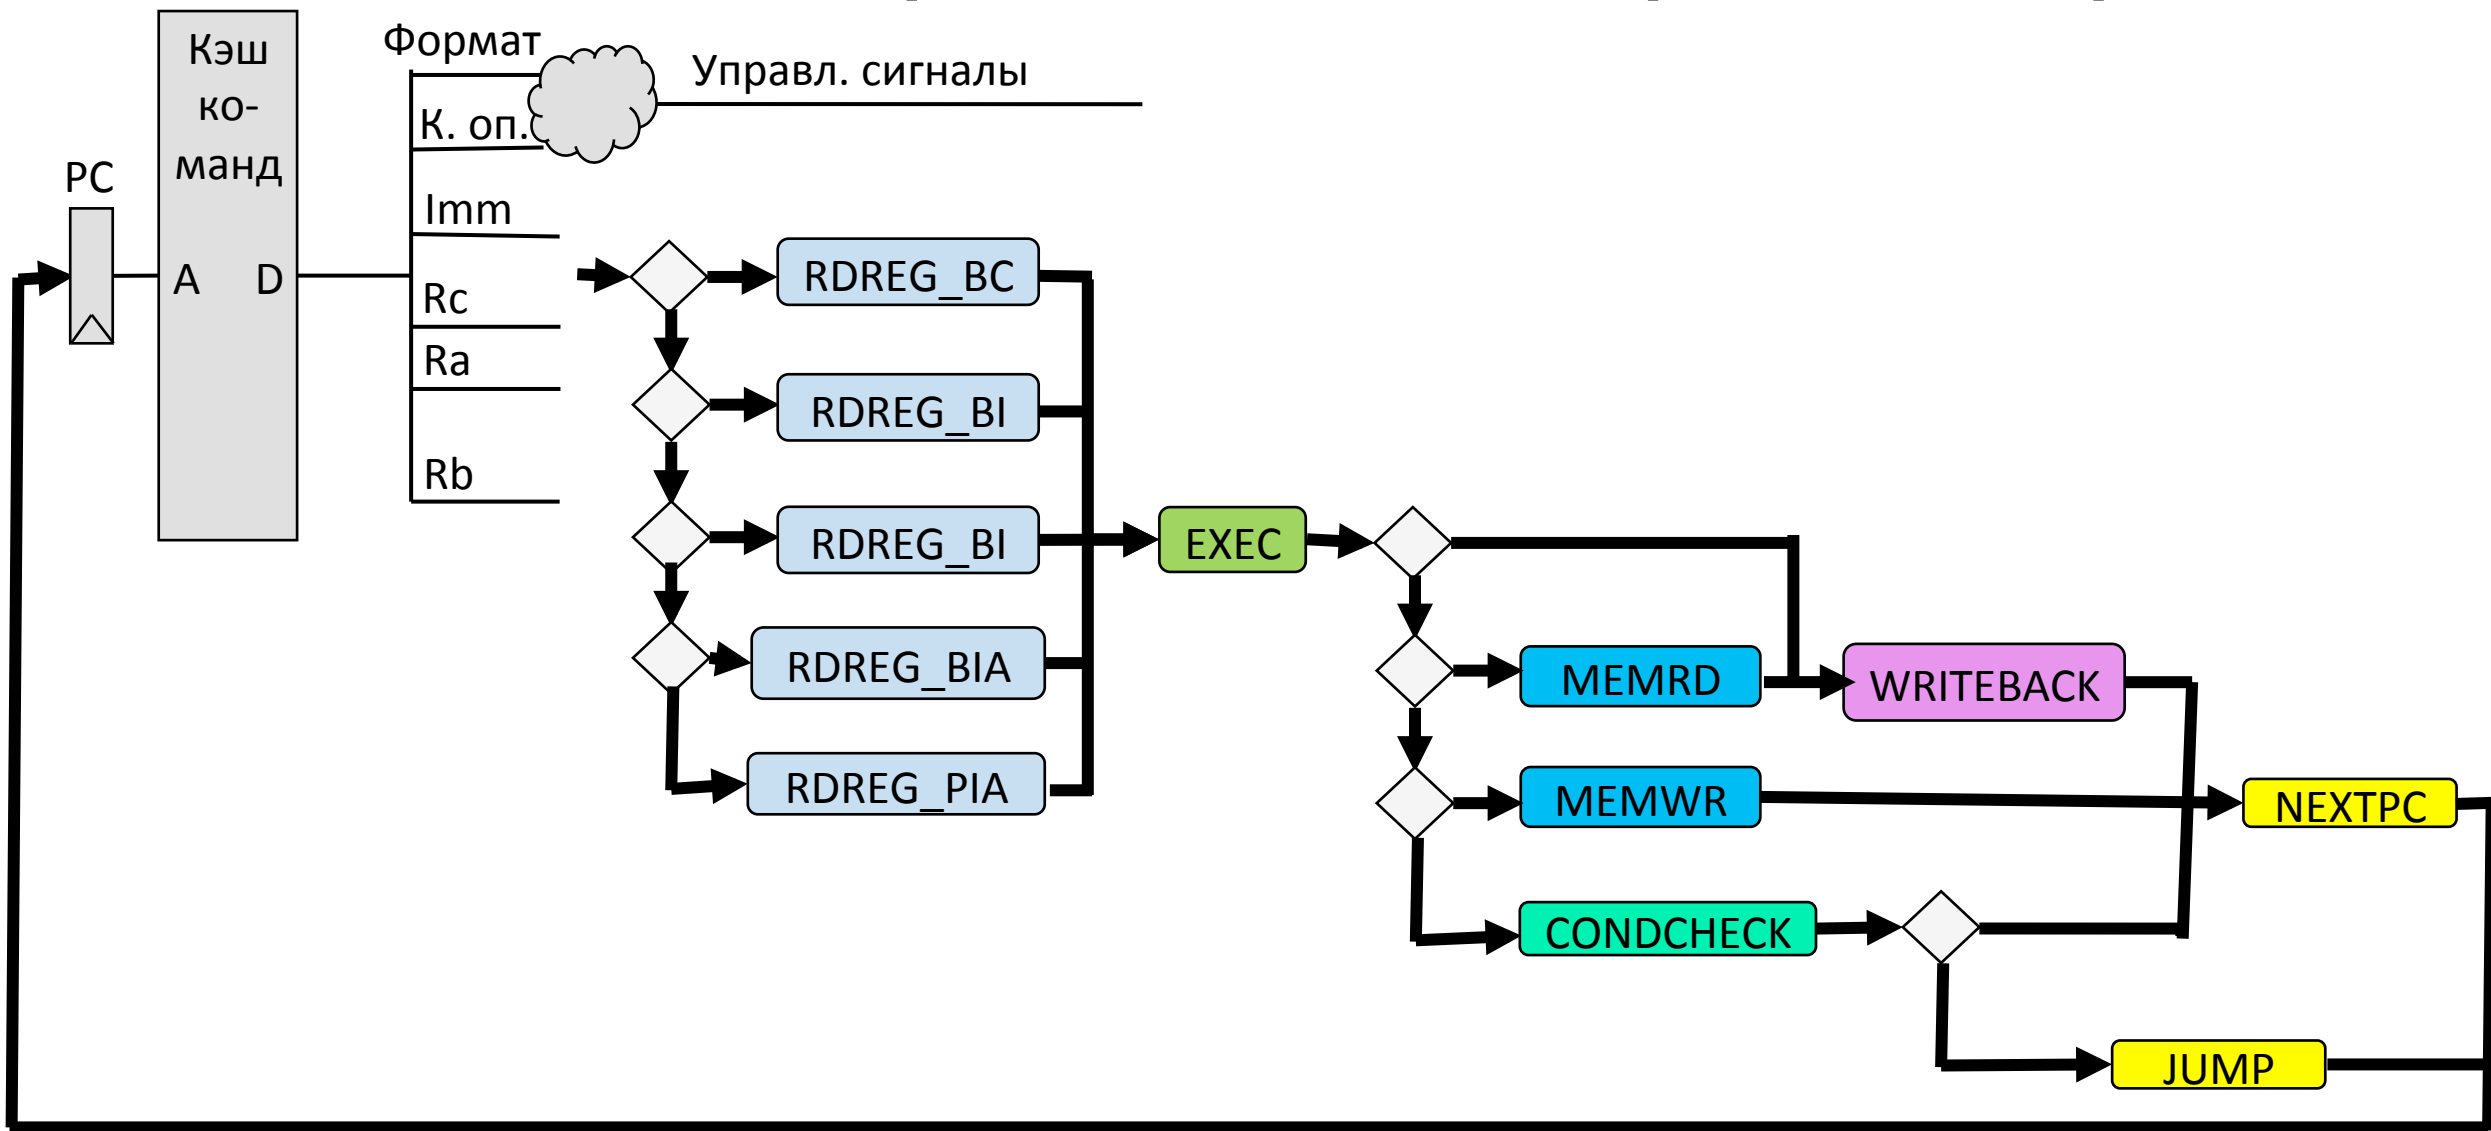 Кэш
ко-
манд
A D
PC
Формат
К. оп.
Imm
Rc
Ra
Rb
Управл. сигналы
RDREG_BC
RDREG_BI
RDREG_BI
RDREG_BIA
RDREG_PIA
EXEC
MEMRD
WRITEBACK
MEMWR
NEXTPC
CONDCHECK
JUMP